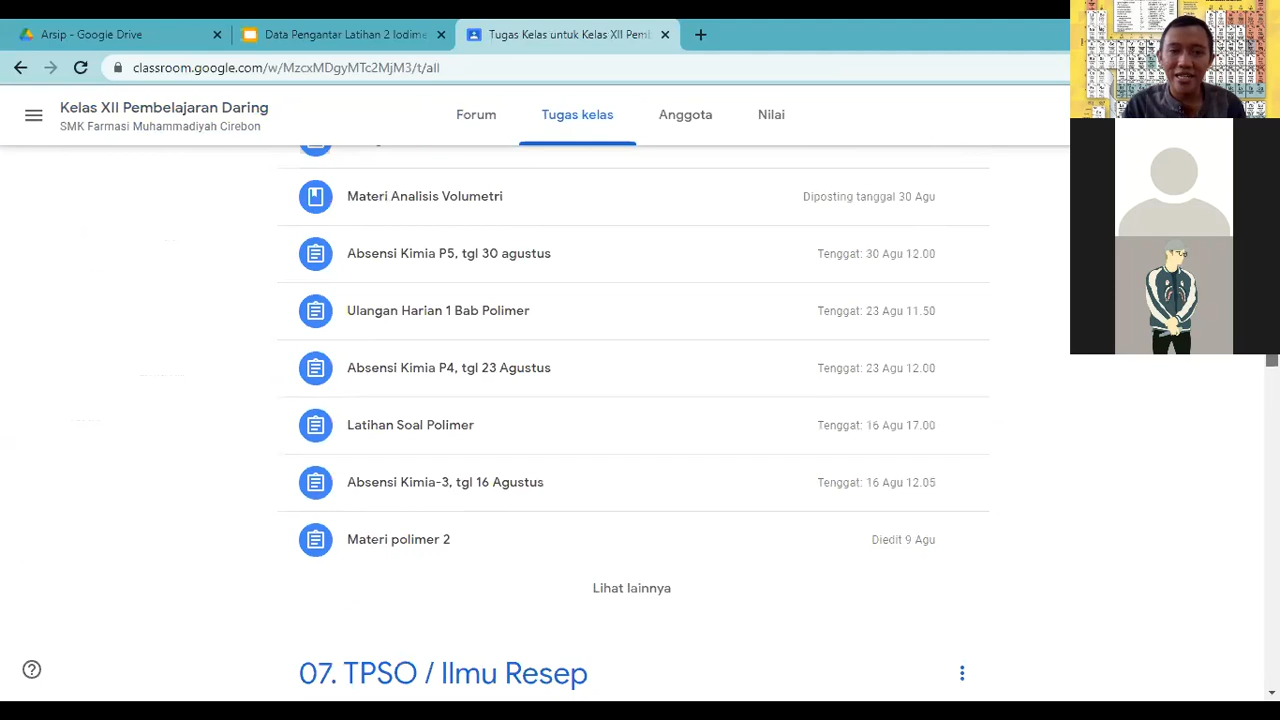 Arsip - Google Drive
Data Pengamatan dan Latihan
Tugas Kelas untuk Kelas XII Pemb
classroom.google.com/w/MzcxMDgyMTc2MjM3/t/all
Kelas XII Pembelajaran Daring
SMK Farmasi Muhammadiyah Cirebon
Forum
Tugas kelas
Anggota
Nilai
Materi Analisis Volumetri
Diposting tanggal 30 Agu
Absensi Kimia P5, tgl 30 agustus
Tenggat: 30 Agu 12.00
Ulangan Harian 1 Bab Polimer
Tenggat: 23 Agu 11.50
Absensi Kimia P4, tgl 23 Agustus
Tenggat: 23 Agu 12.00
Latihan Soal Polimer
Tenggat: 16 Agu 17.00
Absensi Kimia-3, tgl 16 Agustus
Tenggat: 16 Agu 12.05
Materi polimer 2
Diedit 9 Agu
Lihat lainnya
07. TPSO / Ilmu Resep